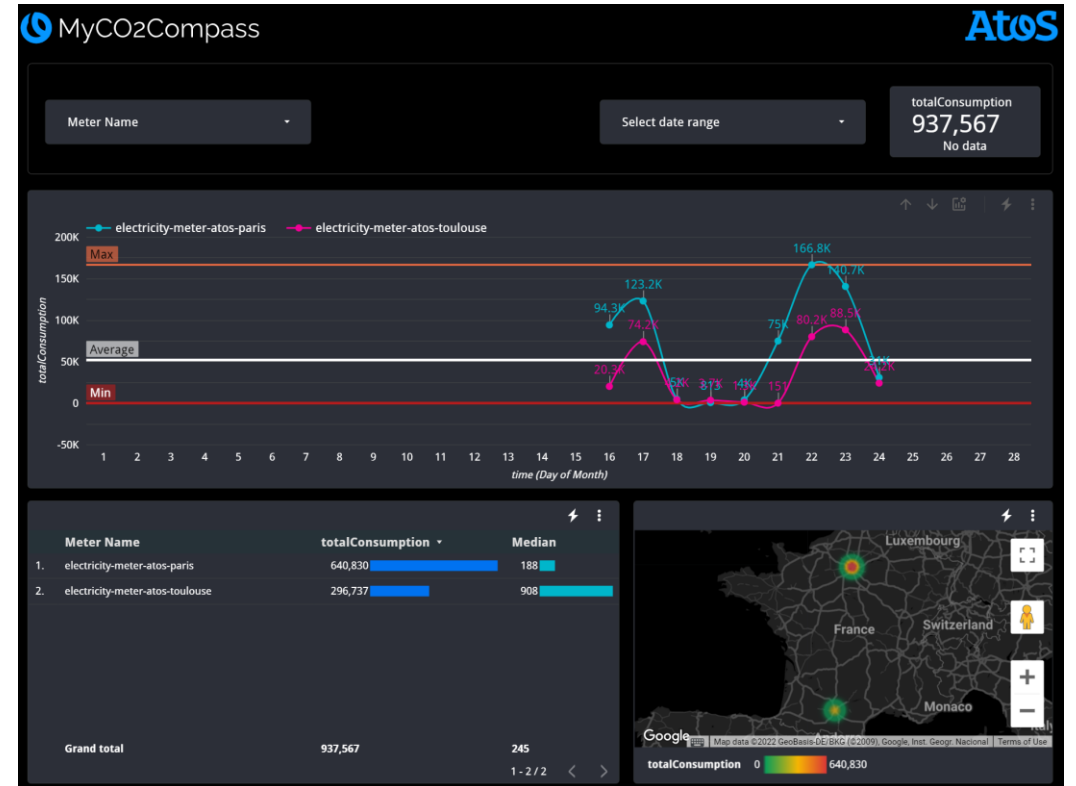 MyCO2Compass
Atos
Meter Name
Select date range
totalConsumption
937,567
No data
electricity-meter-atos-paris electricity-meter-atos-toulouse
200K
Max
166.8K
150K
140.7K
123.2K
94.3K
100K
74.2K
75K
80.2K
88.5K
totalConsumption
Average
50K
20.3K
Min
5K
813
4K
151
0
-50K
1 2 3 4 5 6 7 8 9 10 11 12 13 14 15 16 17 18 19 20 21 22 23 24 25 26 27 28
time (Day of Month)
Meter Name totalConsumption Median
1. electricity-meter-atos-paris 640,830 188
2. electricity-meter-atos-toulouse 296,737 908
Grand total 937,567 245
1 - 2 / 2
Luxembourg
France
Switzerland
Monaco
Google
Map data ©2022 GeoBasis-DE/BKG (©2009), Google, Inst. Geogr. Nacional
Terms of Use
totalConsumption 0 640,830